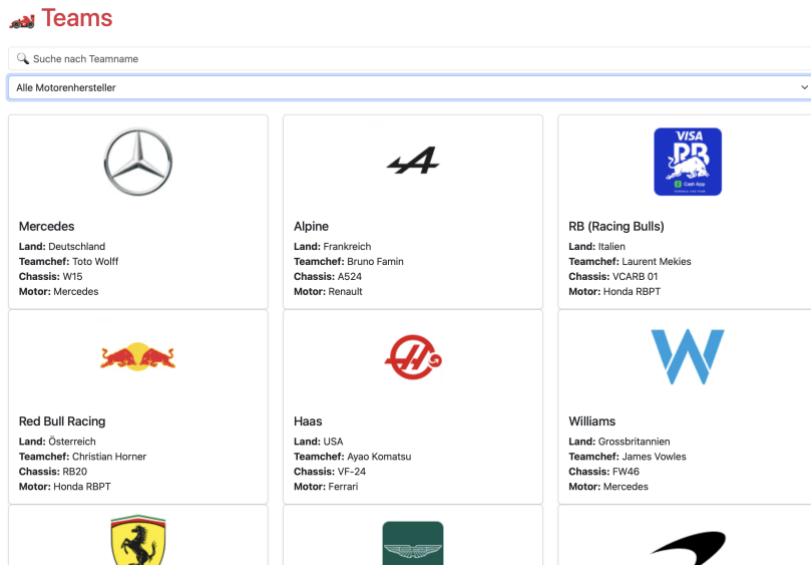 Teams
Suche nach Teamname
Alle Motorenhersteller
Mercedes
Land: Deutschland
Teamchef: Toto Wolff
Chassis: W15
Motor: Mercedes
Alpine
Land: Frankreich
Teamchef: Bruno Famin
Chassis: A524
Motor: Renault
VISA
RB
Cash App
RB (Racing Bulls)
Land: Italien
Teamchef: Laurent Mekies
Chassis: VCARB 01
Motor: Honda RBPT
Red Bull Racing
Land: Österreich
Teamchef: Christian Horner
Chassis: RB20
Motor: Honda RBPT
Haas
Land: USA
Teamchef: Ayao Komatsu
Chassis: VF-24
Motor: Ferrari
Williams
Land: Grossbritannien
Teamchef: James Vowles
Chassis: FW46
Motor: Mercedes